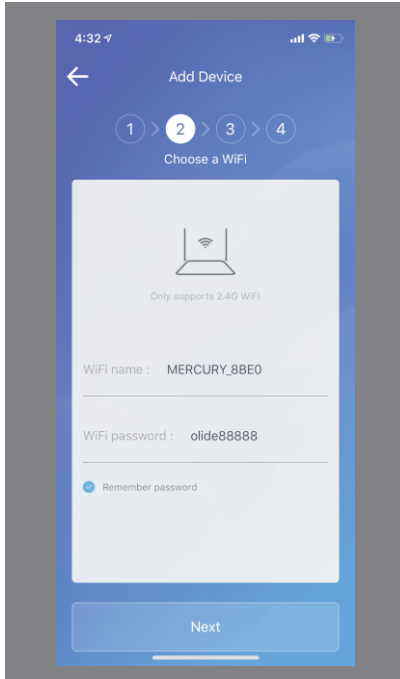 4:32
Add Device
1 > 2 > 3 > 4
Choose a WiFi
Only supports 2.4G WiFi
WiFi name : MERCURY_8BE0
WiFi password : olide88888
Remember password
Next